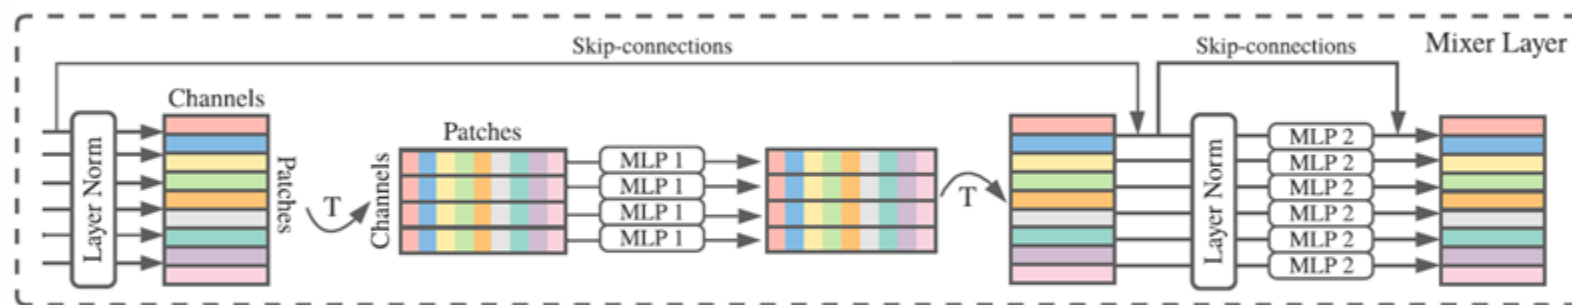 Skip-connections
Skip-connections
Mixer Layer
Channels
Patches
Layer Norm
Patches
T
Channels
MLP 1
MLP 1
MLP 1
MLP 1
T
Layer Norm
MLP 2
MLP 2
MLP 2
MLP 2
MLP 2
MLP 2